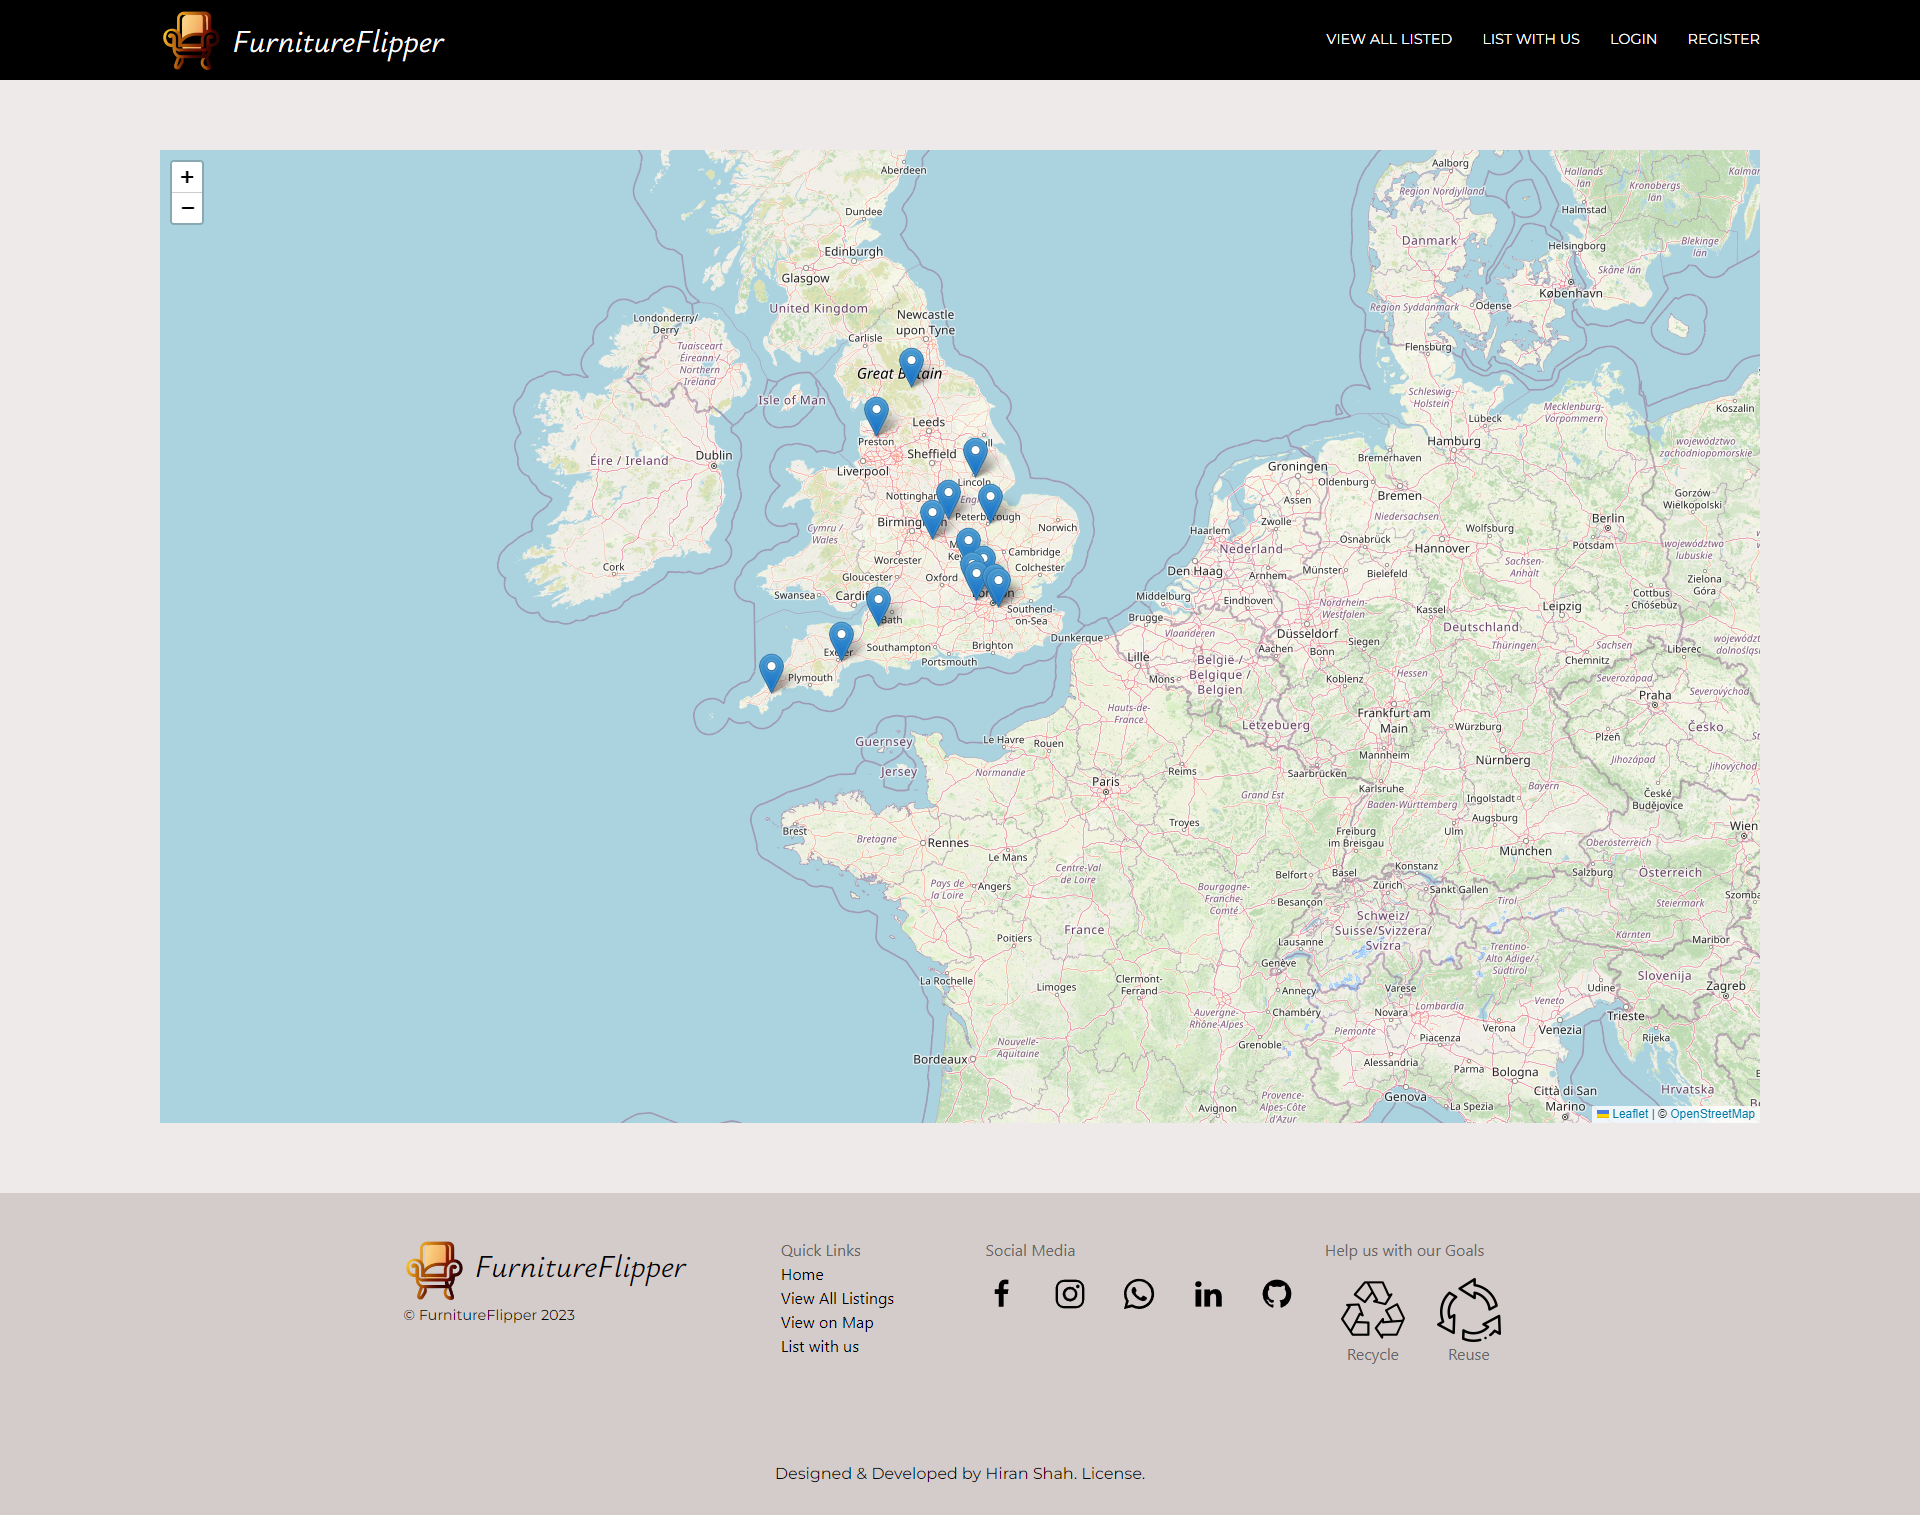 FurnitureFlipper
VIEW ALL LISTED
LIST WITH US
LOGIN
REGISTER
+
−
Aberdeen
Dundee
Edinburgh
Glasgow
United Kingdom
Newcastle
upon Tyne
Carlisle
Londonderry/
Derry
Tuaisceart
Éireann /
Northern
Ireland
Isle of Man
Leeds
Preston
Sheffield
Liverpool
Dublin
Éire / Ireland
Lincoln
Norwich
Cymru /
Wales
Worcester
Cambridge
Colchester
Gloucester
Oxford
Cork
Swansea
Southend-
on-Sea
Bath
Southampton
Brighton
Portsmouth
Plymouth
Guernsey
Jersey
Aalborg
Region Nordjylland
Hallands
län
Kronobergs
län
Halmstad
Danmark
Helsingborg
Blekinge
län
Skåne län
København
Region Syddanmark
Odense
Flensburg
Schleswig-
Holstein
Lübeck
Mecklenburg-
Vorpommern
Koszalin
Hamburg
województwo
zachodniopomorskie
Bremerhaven
Groningen
Oldenburg
Bremen
Assen
Gorzów
Wielkopolski
Niedersachsen
Zwolle
Haarlem
Wolfsburg
Berlin
Potsdam
Osnabrück
Hannover
Nederland
Den Haag
Arnhem
Münster
Bielefeld
Sachsen-
Anhalt
Zielona
Góra
Middelburg
Eindhoven
Nordrhein-
Westfalen
Kassel
Leipzig
Cottbus
- Chóśebuz
Brugge
Vlaanderen
Düsseldorf
Deutschland
Dunkerque
Aachen
Bonn
Siegen
Thüringen
Sachsen
Chemnitz
Liberec
Lille
België /
Belgique /
Belgien
Mons
Koblenz
Hessen
Severozápad
Severovýchod
Praha
Hauts-de-
France
Lëtzebuerg
Frankfurt am
Main
Würzburg
Česko
Plzeň
Le Havre
Rouen
Mannheim
Nürnberg
Jihozápad
Jihovýchod
Normandie
Reims
Saarbrücken
Paris
Karlsruhe
Bayern
Ingolstadt
České
Budějovice
Grand Est
Baden-Württemberg
Augsburg
Wien
Brest
Bretagne
Rennes
Troyes
Freiburg
im Breisgau
Ulm
München
Oberösterreich
Le Mans
Centre-Val
de Loire
Belfort
Basel
Konstanz
Zürich
Sankt Gallen
Salzburg
Österreich
Pays de
la Loire
Angers
Bourgogne-
Franche-
Comté
Besançon
Tirol
Steiermark
France
Schweiz/
Suisse/Svizzera/
Svizra
Kärnten
Maribor
Poitiers
Lausanne
Trentino-
Alto Adige/
Südtirol
Genève
Slovenija
La Rochelle
Limoges
Clermont-
Ferrand
Annecy
Varese
Udine
Zagreb
Auvergne-
Rhône-Alpes
Chambéry
Novara
Lombardia
Veneto
Trieste
Piemonte
Verona
Venezia
Rijeka
Nouvelle-
Aquitaine
Grenoble
Piacenza
Bordeaux
Alessandria
Parma
Bologna
Genova
Città di San
Marino
Hrvatska
Avignon
Provence-
Alpes-Côte
d'Azur
La Spezia
Leaflet | © OpenStreetMap
FurnitureFlipper
© FurnitureFlipper 2023
Quick Links
Home
View All Listings
View on Map
List with us
Social Media
Help us with our Goals
Recycle
Reuse
Designed & Developed by Hiran Shah. License.